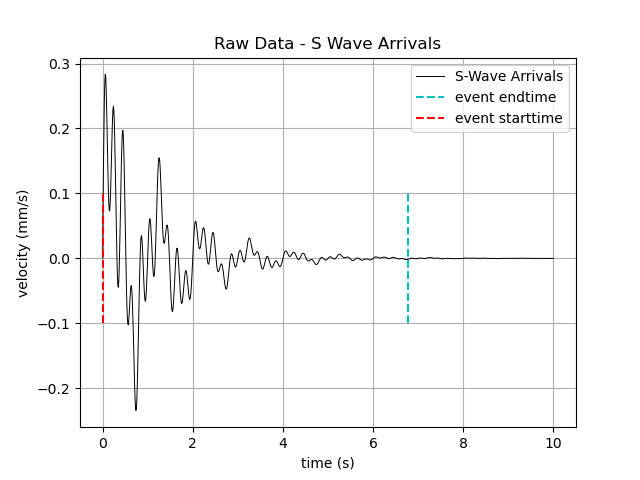 Raw Data - S Wave Arrivals
S-Wave Arrivals
event endtime
event starttime
velocity (mm/s)
0.3
0.2
0.1
0.0
−0.1
−0.2
0 2 4 6 8 10
time (s)